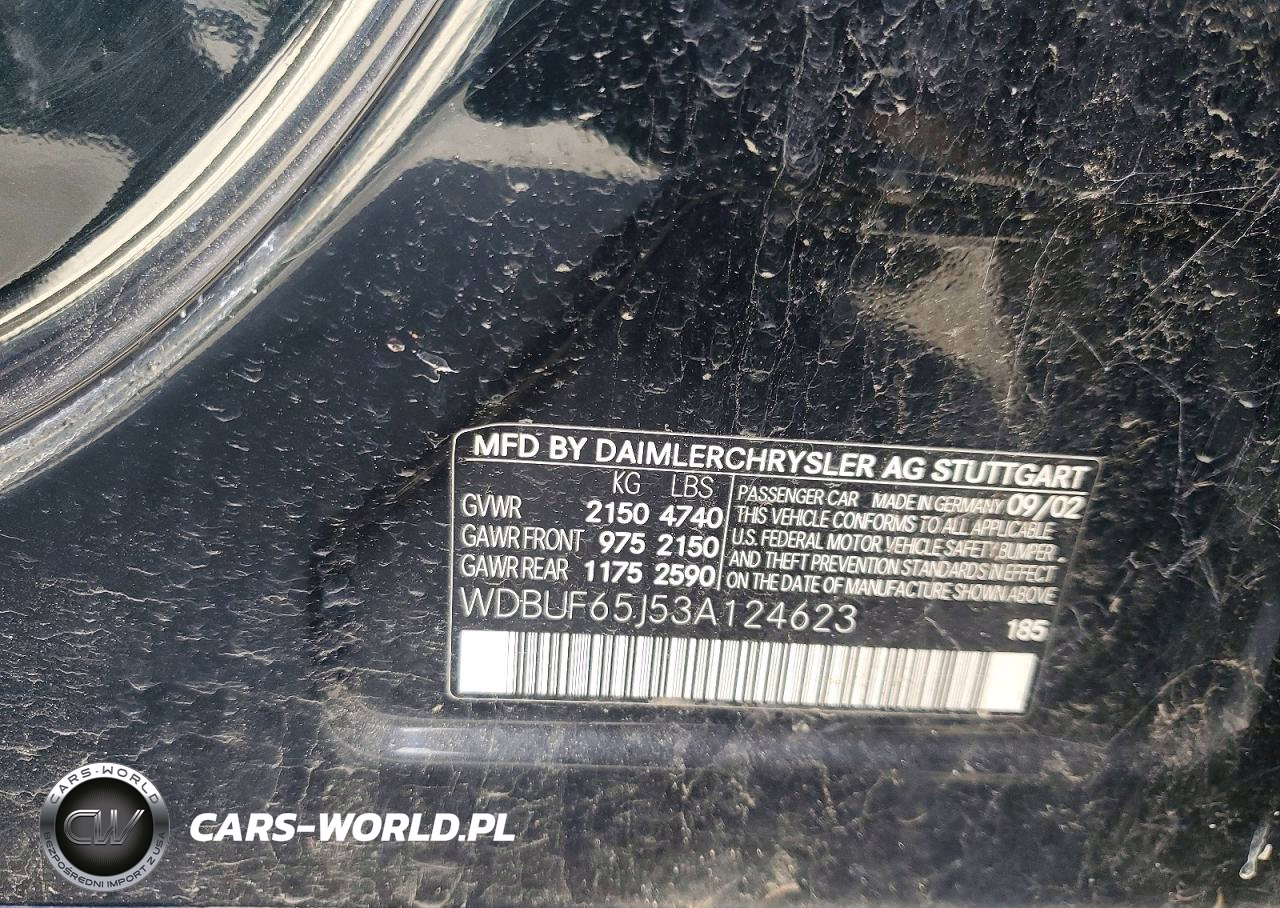 MFD BY DAIMLERCHRYSLER AG STUTTGART
KG LBS
GVWR 2150 4740
GAWR FRONT 975 2150
GAWR REAR 1175 2590
PASSENGER CAR MADE IN GERMANY 09/02
THIS VEHICLE CONFORMS TO ALL APPLICABLE
U.S. FEDERAL MOTOR VEHICLE SAFETY, BUMPER,
AND THEFT PREVENTION STANDARDS IN EFFECT
ON THE DATE OF MANUFACTURE SHOWN ABOVE.
WDBUF65J53A124623
185
CARS-WORLD
CW
BEZPOŚREDNI IMPORT Z USA
CARS-WORLD.PL